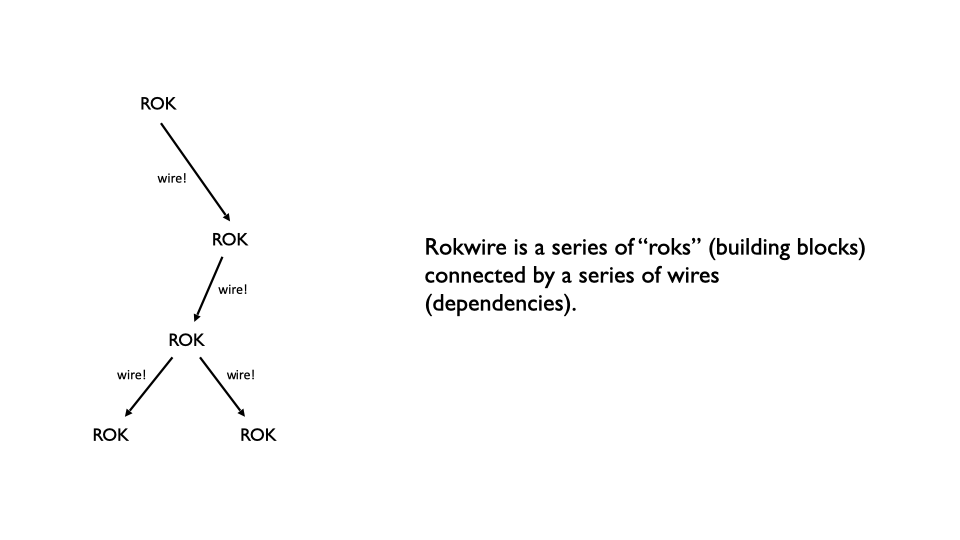 ROK
wire!
ROK
wire!
ROK
wire!
wire!
ROK
ROK
Rokwire is a series of “roks” (building blocks)
connected by a series of wires
(dependencies).